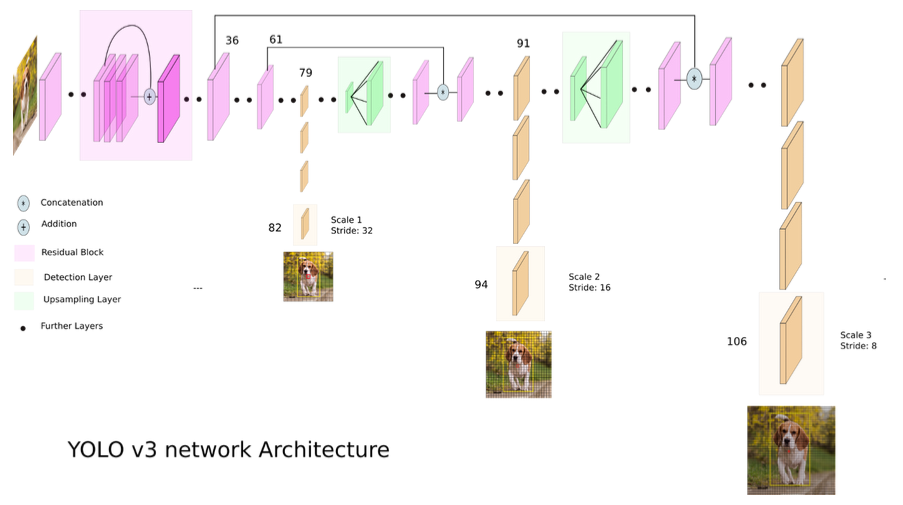 36
61
91
79
+
*
*
* Concatenation
+ Addition
82
Scale 1
Stride: 32
Residual Block
Detection Layer
Scale 2
Stride: 16
94
---
Upsampling Layer
Further Layers
106
Scale 3
Stride: 8
YOLO v3 network Architecture